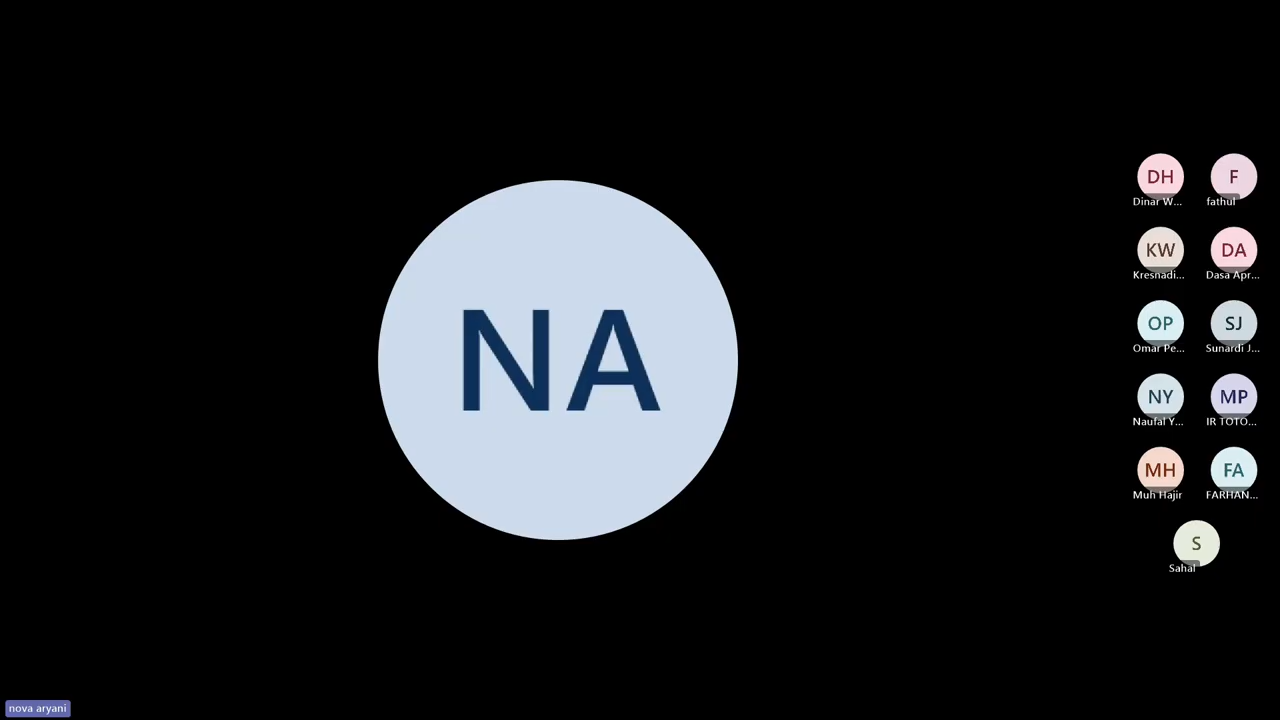 NA
DH F
Dinar W... fathul
KW DA
Kresnadi... Dasa Apr...
OP SJ
Omar Pe... Sunardi J...
NY MP
Naufal Y... IR TOTO...
MH FA
Muh Hajir FARHAN...
S
Sahal
nova aryani